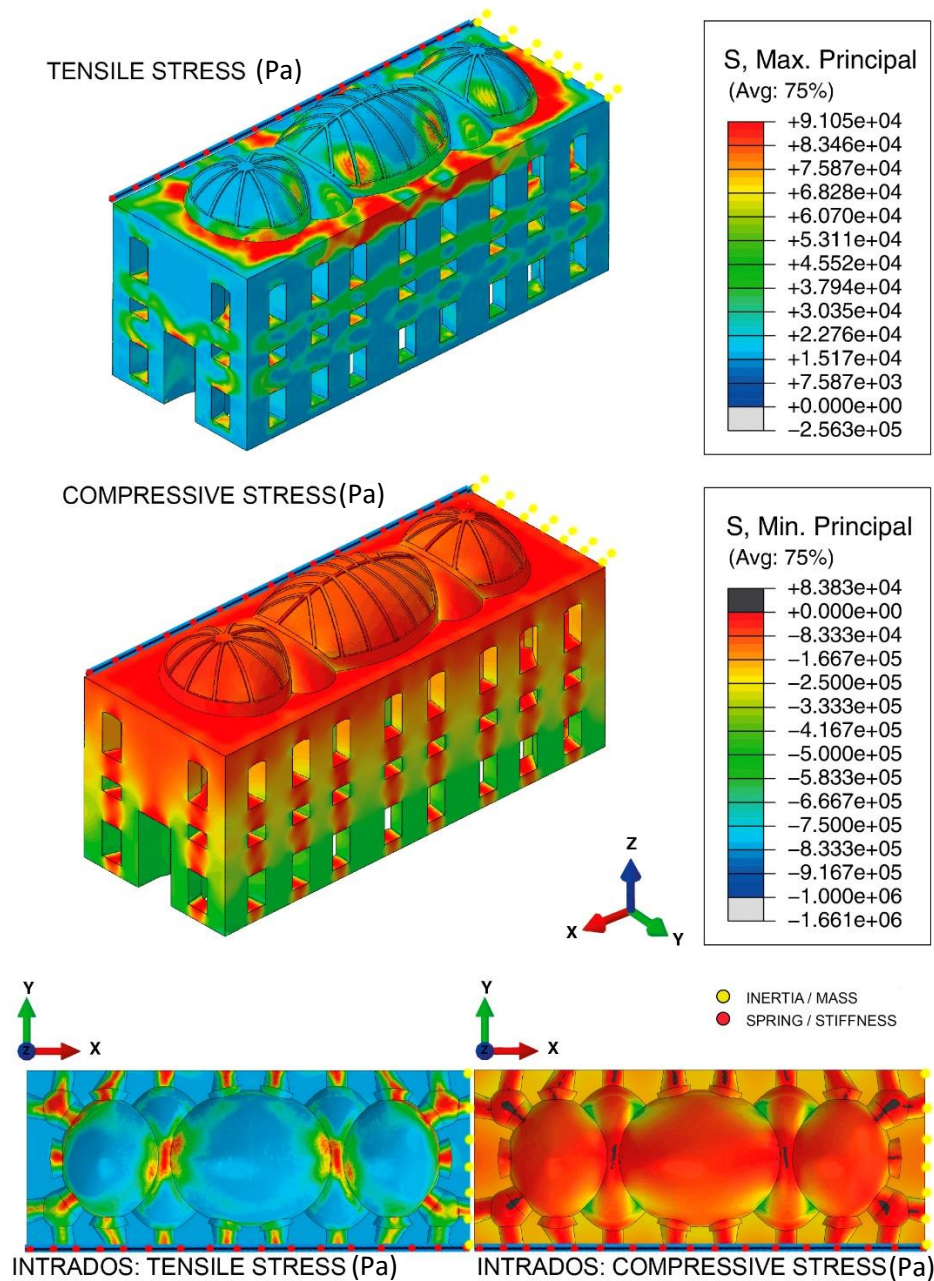 TENSILE STRESS (Pa)
S, Max. Principal
(Avg: 75%)
+9.105e+04
+8.346e+04
+7.587e+04
+6.828e+04
+6.070e+04
+5.311e+04
+4.552e+04
+3.794e+04
+3.035e+04
+2.276e+04
+1.517e+04
+7.587e+03
+0.000e+00
−2.563e+05
COMPRESSIVE STRESS(Pa)
S, Min. Principal
(Avg: 75%)
+8.383e+04
+0.000e+00
−8.333e+04
−1.667e+05
−2.500e+05
−3.333e+05
−4.167e+05
−5.000e+05
−5.833e+05
−6.667e+05
−7.500e+05
−8.333e+05
−9.167e+05
−1.000e+06
−1.661e+06
Z
X
Y
Y
Z
X
Y
Z
X
INERTIA / MASS
SPRING / STIFFNESS
INTRADOS: TENSILE STRESS (Pa)
INTRADOS: COMPRESSIVE STRESS(Pa)